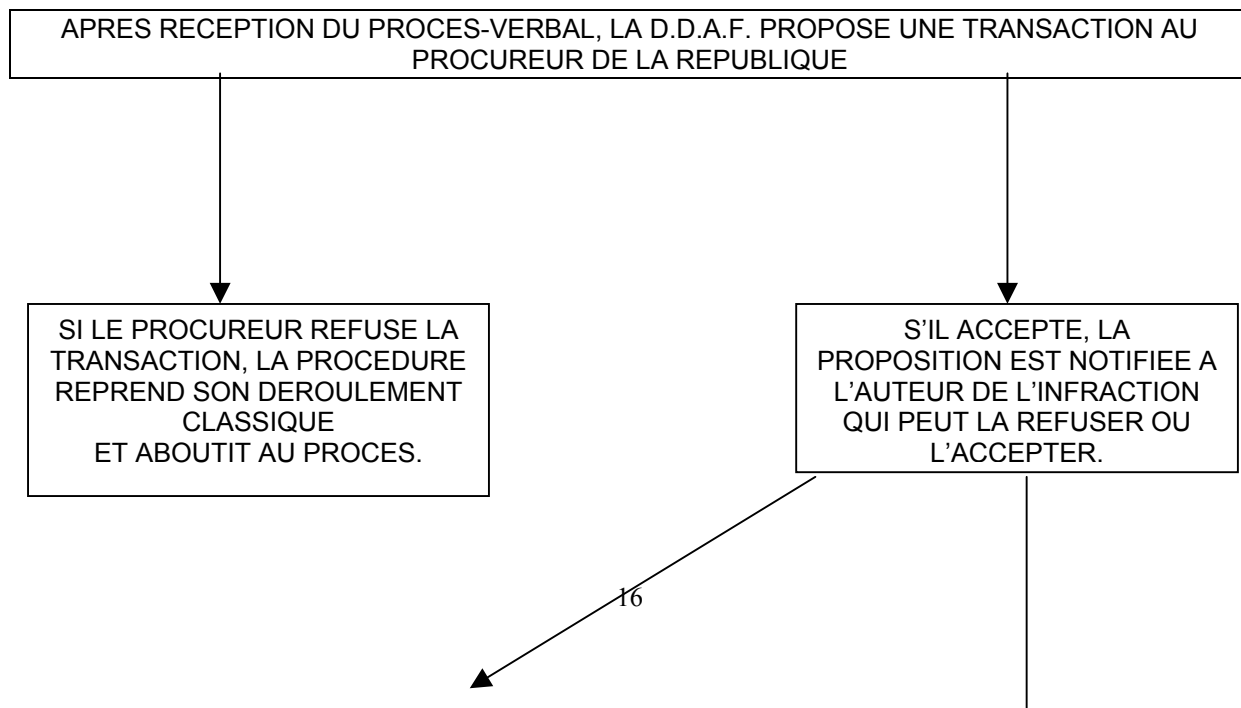 APRES RECEPTION DU PROCES-VERBAL, LA D.D.A.F. PROPOSE UNE TRANSACTION AU
PROCUREUR DE LA REPUBLIQUE
SI LE PROCUREUR REFUSE LA
TRANSACTION, LA PROCEDURE
REPREND SON DEROULEMENT
CLASSIQUE
ET ABOUTIT AU PROCES.
S’IL ACCEPTE, LA
PROPOSITION EST NOTIFIEE A
L’AUTEUR DE L’INFRACTION
QUI PEUT LA REFUSER OU
L’ACCEPTER.
16